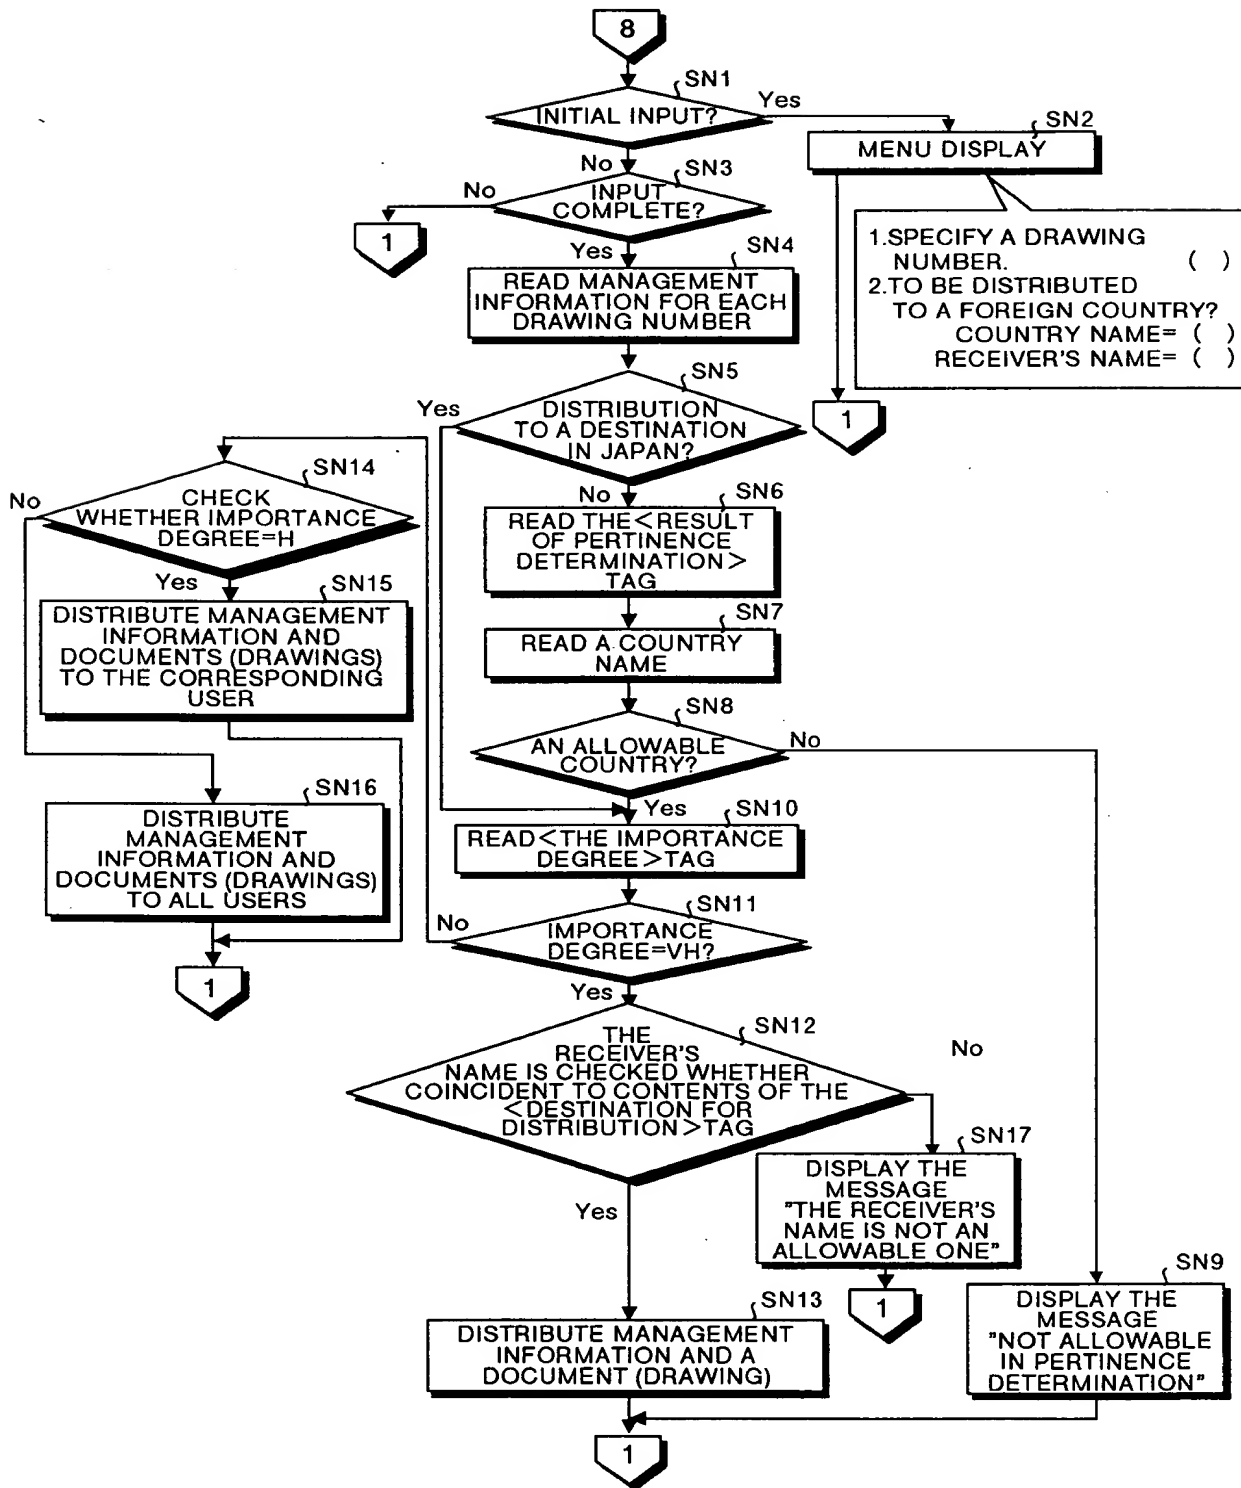 8
SN1
INITIAL INPUT?
Yes
SN2
MENU DISPLAY
No
SN3
No
INPUT
COMPLETE?
1
Yes
SN4
READ MANAGEMENT
INFORMATION FOR EACH
DRAWING NUMBER
1.SPECIFY A DRAWING
NUMBER. ( )
2.TO BE DISTRIBUTED
TO A FOREIGN COUNTRY?
COUNTRY NAME= ( )
RECEIVER'S NAME= ( )
1
SN5
Yes
DISTRIBUTION
TO A DESTINATION
IN JAPAN?
No
SN6
READ THE<RESULT
OF PERTINENCE
DETERMINATION>
TAG
SN7
READ A COUNTRY
NAME
SN8
AN ALLOWABLE
COUNTRY?
No
Yes
SN10
READ<THE IMPORTANCE
DEGREE>TAG
SN11
No
IMPORTANCE
DEGREE=VH?
Yes
SN14
No
CHECK
WHETHER IMPORTANCE
DEGREE=H
Yes
SN15
DISTRIBUTE MANAGEMENT
INFORMATION AND
DOCUMENTS (DRAWINGS)
TO THE CORRESPONDING
USER
SN16
DISTRIBUTE
MANAGEMENT
INFORMATION AND
DOCUMENTS (DRAWINGS)
TO ALL USERS
1
SN12
THE
RECEIVER'S
NAME IS CHECKED WHETHER
COINCIDENT TO CONTENTS OF THE
<DESTINATION FOR
DISTRIBUTION>TAG
No
Yes
SN17
DISPLAY THE
MESSAGE
"THE RECEIVER'S
NAME IS NOT AN
ALLOWABLE ONE"
1
SN9
DISPLAY THE
MESSAGE
"NOT ALLOWABLE
IN PERTINENCE
DETERMINATION"
SN13
DISTRIBUTE MANAGEMENT
INFORMATION AND A
DOCUMENT (DRAWING)
1